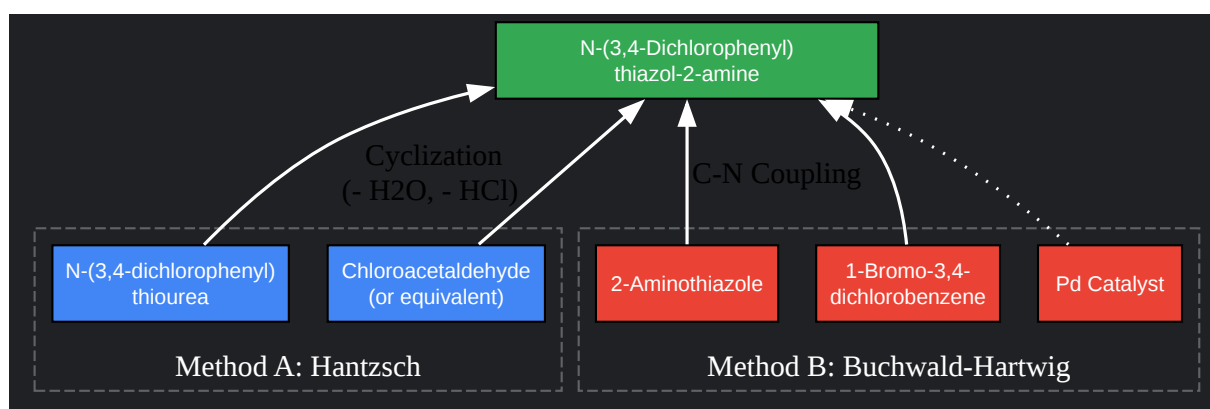 N-(3,4-Dichlorophenyl)
thiazol-2-amine
Cyclization
(- H2O, - HCl)
C-N Coupling
N-(3,4-dichlorophenyl)
thiourea
Chloroacetaldehyde
(or equivalent)
2-Aminothiazole
1-Bromo-3,4-
dichlorobenzene
Pd Catalyst
Method A: Hantzsch
Method B: Buchwald-Hartwig